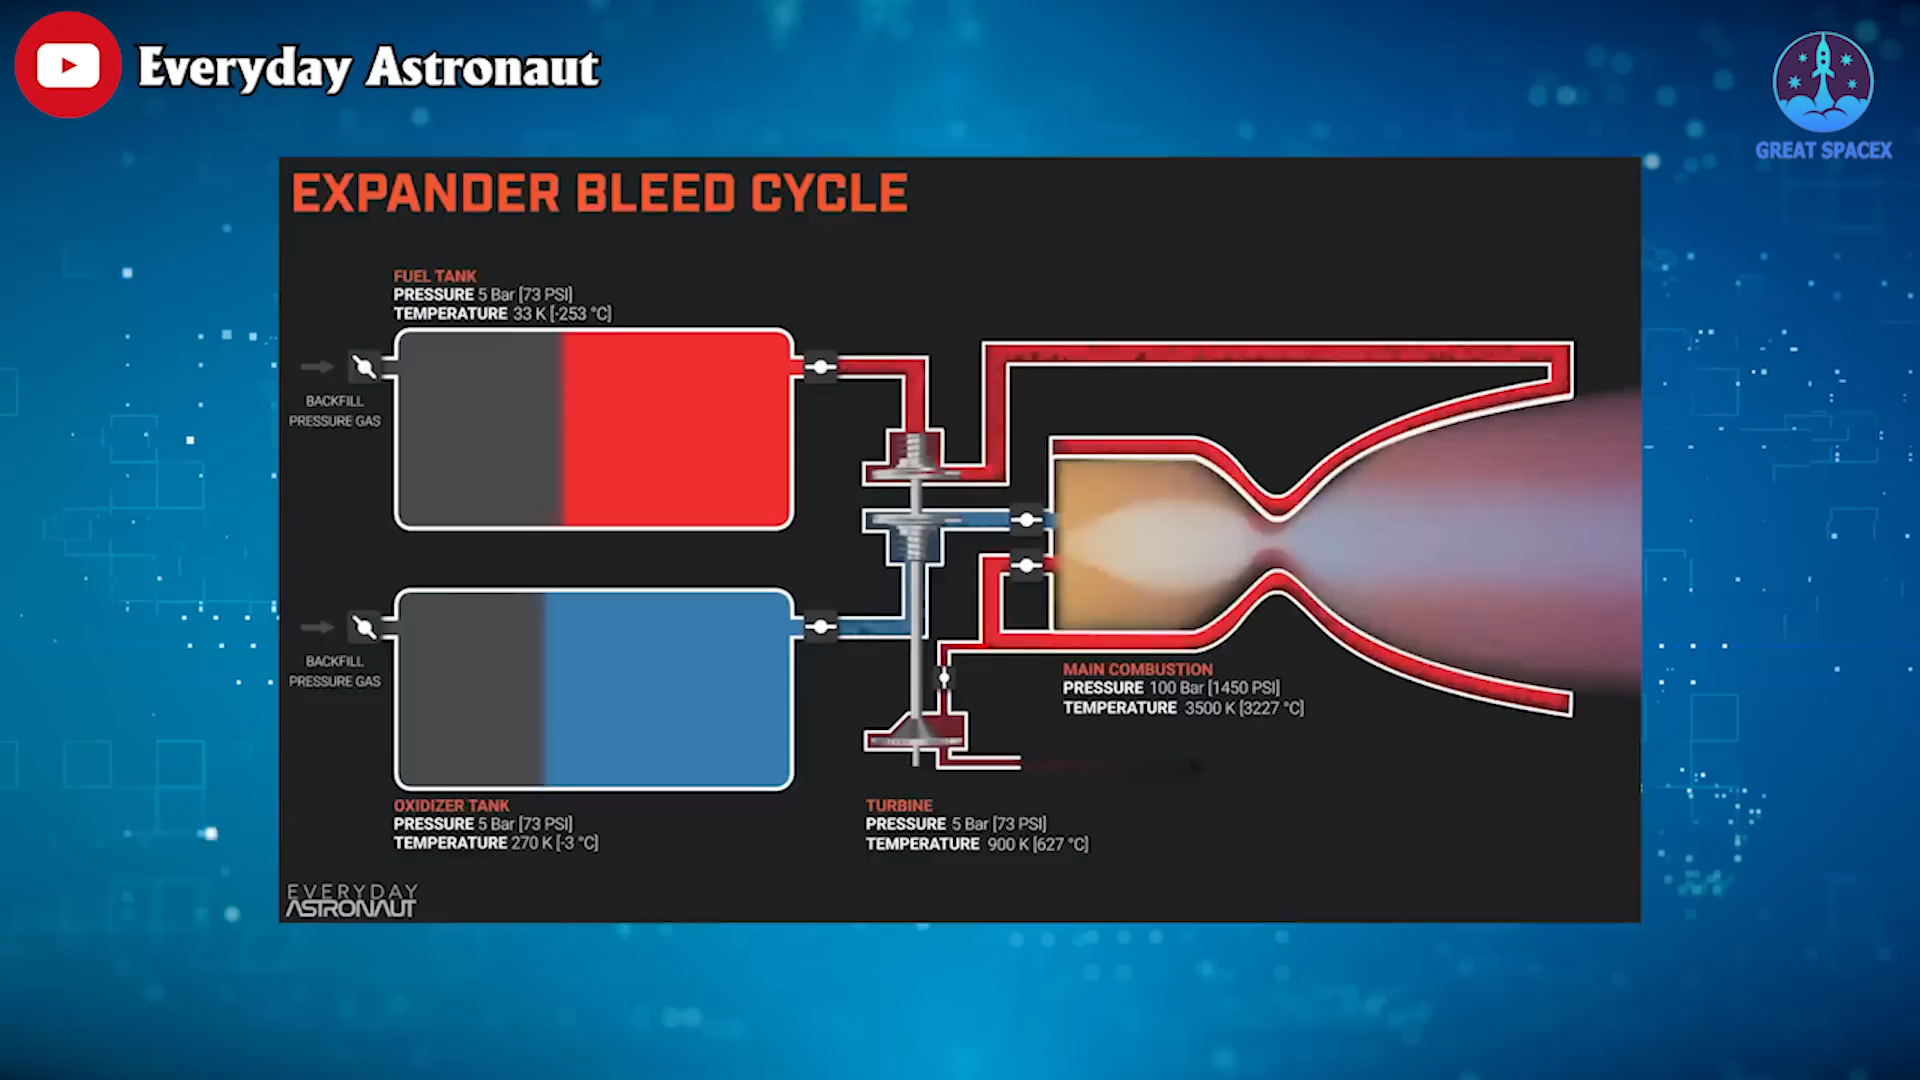 Everyday Astronaut
GREAT SPACEX
EXPANDER BLEED CYCLE
FUEL TANK
PRESSURE 5 Bar [73 PSI]
TEMPERATURE 33 K [-253 °C]
BACKFILL
PRESSURE GAS
BACKFILL
PRESSURE GAS
MAIN COMBUSTION
PRESSURE 100 Bar [1450 PSI]
TEMPERATURE 3500 K [3227 °C]
OXIDIZER TANK
PRESSURE 5 Bar [73 PSI]
TEMPERATURE 270 K [-3 °C]
TURBINE
PRESSURE 5 Bar [73 PSI]
TEMPERATURE 900 K [627 °C]
EVERYDAY
ASTRONAUT